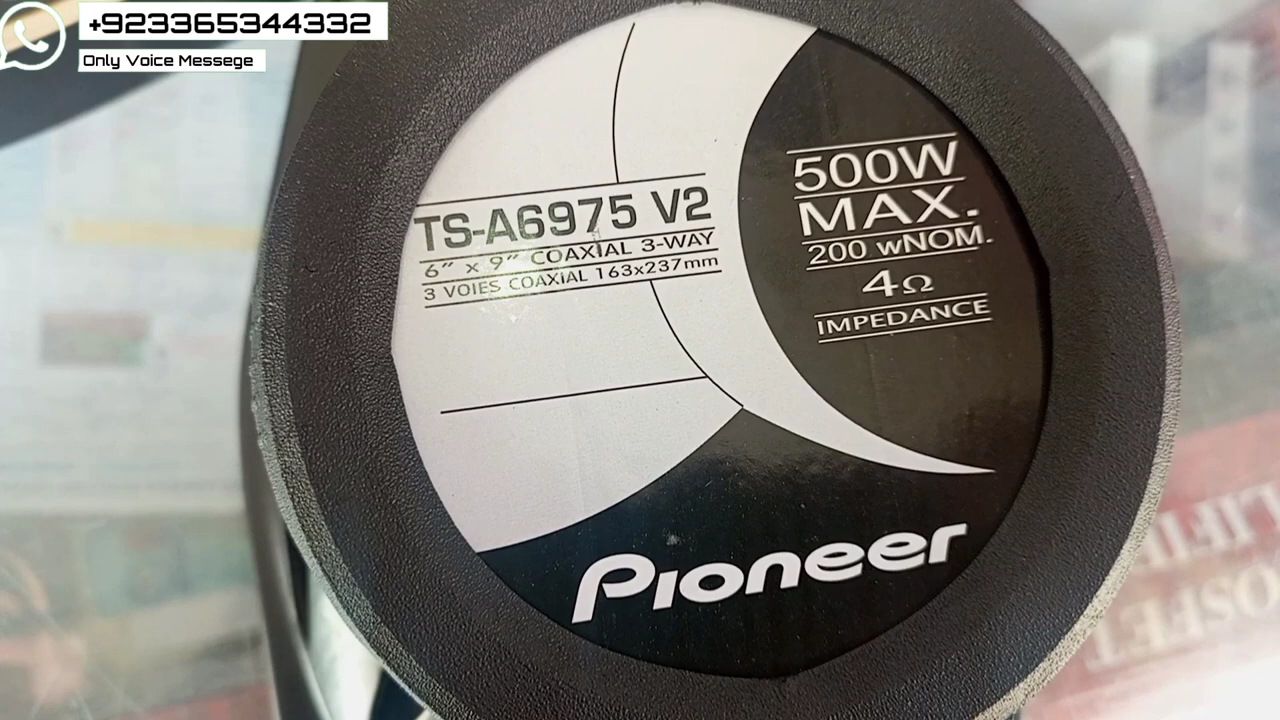 +923365344332
Only Voice Messege
TS-A6975 V2
6" x 9" COAXIAL 3-WAY
3 VOIES COAXIAL 163x237mm
500W
MAX.
200 wNOM.
4Ω
IMPEDANCE
Pioneer